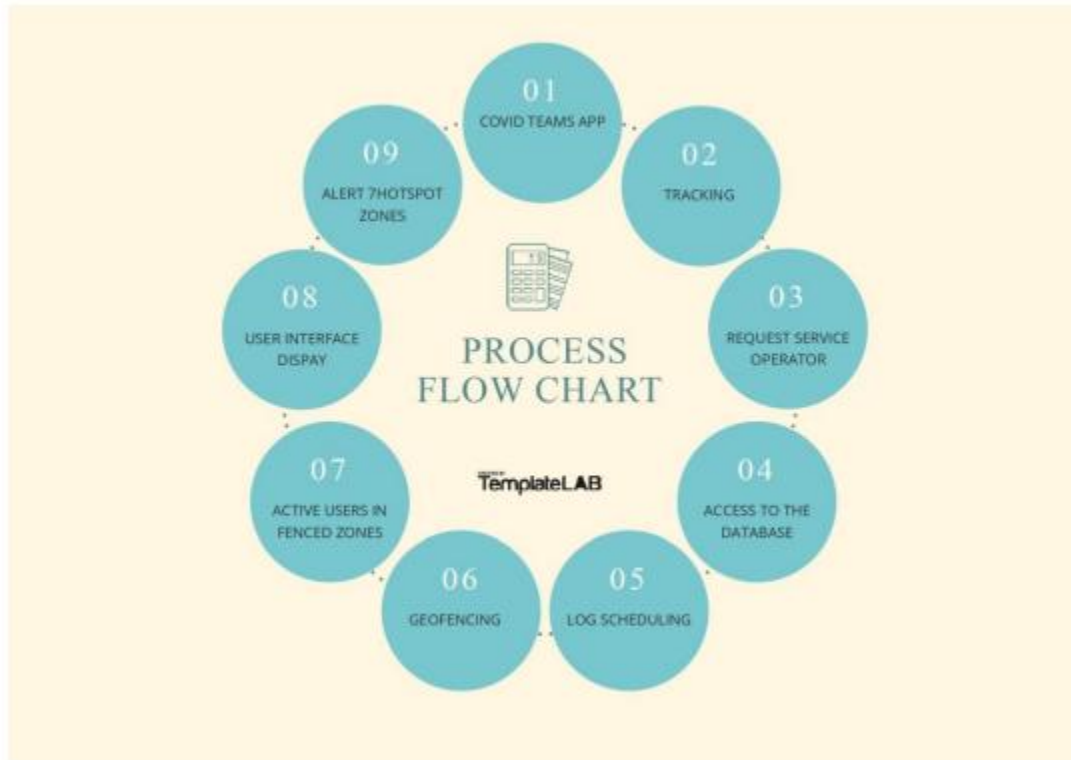 01
COVID TEAMS APP
02
TRACKING
03
REQUEST SERVICE
OPERATOR
04
ACCESS TO THE
DATABASE
05
LOG SCHEDULING
06
GEOFENCING
07
ACTIVE USERS IN
FENCED ZONES
08
USER INTERFACE
DISPAY
09
ALERT 7HOTSPOT
ZONES
PROCESS
FLOW CHART
TemplateLAB